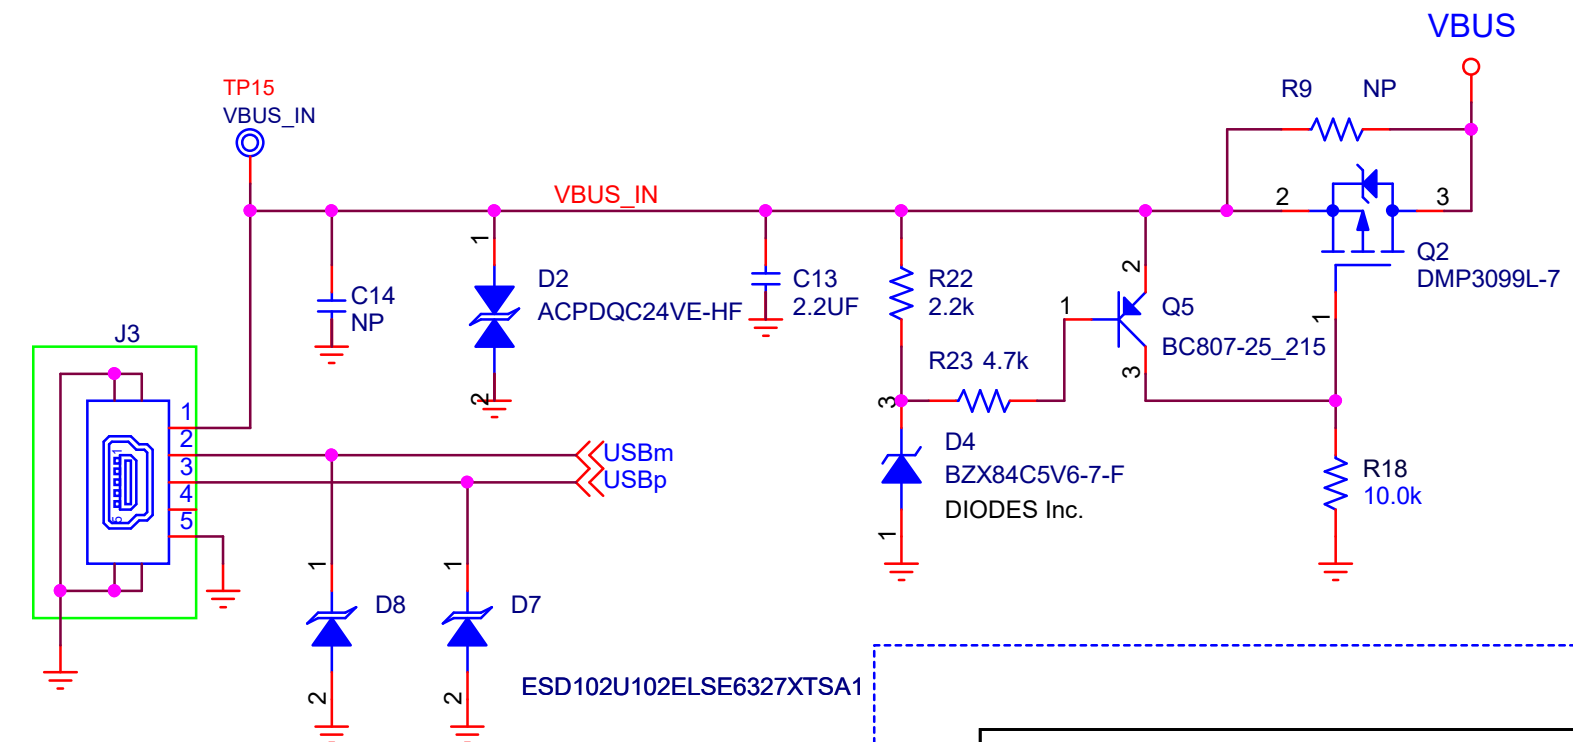 VBUS
TP15
VBUS_IN
R9 NP
VBUS_IN
2
3
1
D2
ACPDQC24VE-HF
2
C14
NP
C13
2.2UF
R22
2.2k
R23 4.7k
1
2
Q5
BC807-25_215
3
Q2
DMP3099L-7
1
3
D4
BZX84C5V6-7-F
DIODES Inc.
1
R18
10.0k
J3
1
2
3
4
5
1
5
USBm
USBp
1
D8
2
1
D7
2
ESD102U102ELSE6327XTSA1